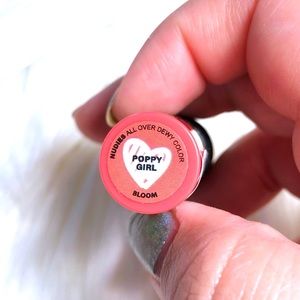 NUDIES ALL OVER DEWY COLOR
POPPY
GIRL
BLOOM